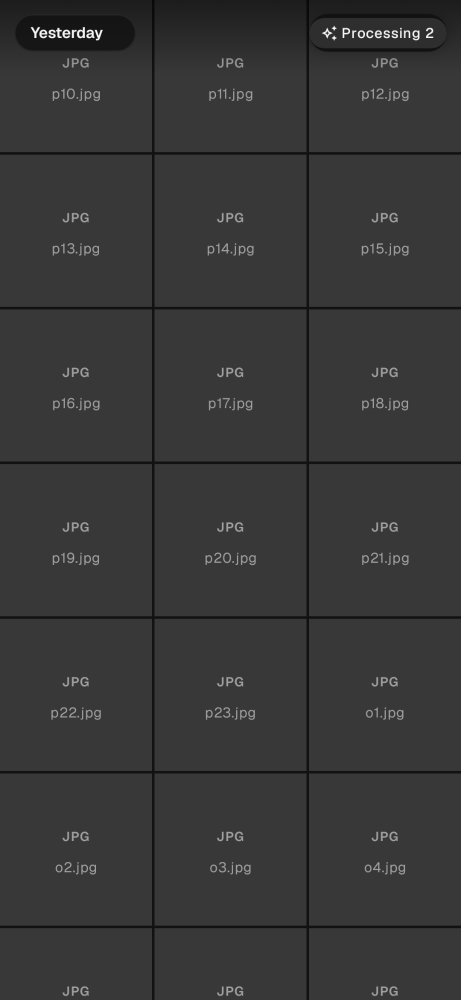 Yesterday
Processing 2
JPG JPG JPG
p10.jpg p11.jpg p12.jpg
JPG JPG JPG
p13.jpg p14.jpg p15.jpg
JPG JPG JPG
p16.jpg p17.jpg p18.jpg
JPG JPG JPG
p19.jpg p20.jpg p21.jpg
JPG JPG JPG
p22.jpg p23.jpg o1.jpg
JPG JPG JPG
o2.jpg o3.jpg o4.jpg
JPG JPG JPG